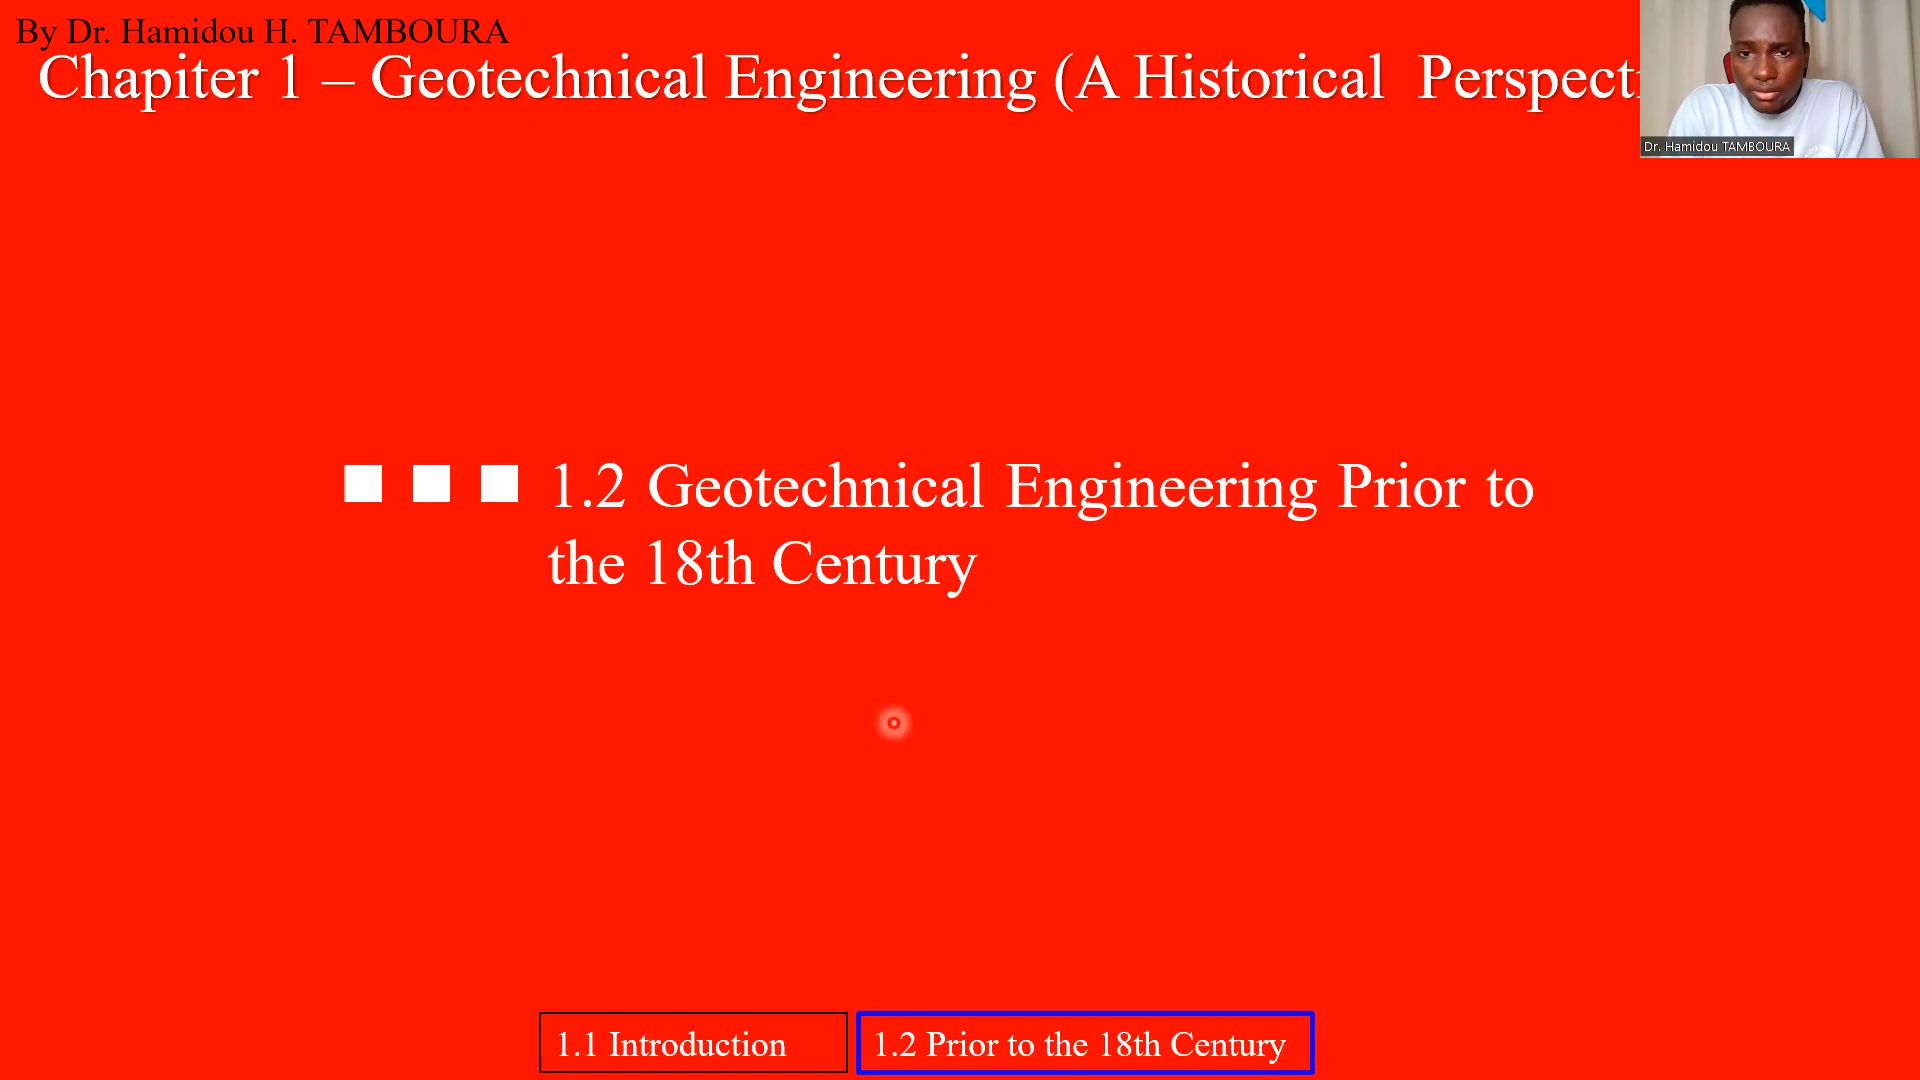 By Dr. Hamidou H. TAMBOURA
Chapiter 1 – Geotechnical Engineering (A Historical Perspecti
Dr. Hamidou TAMBOURA
1.2 Geotechnical Engineering Prior to
the 18th Century
1.1 Introduction
1.2 Prior to the 18th Century